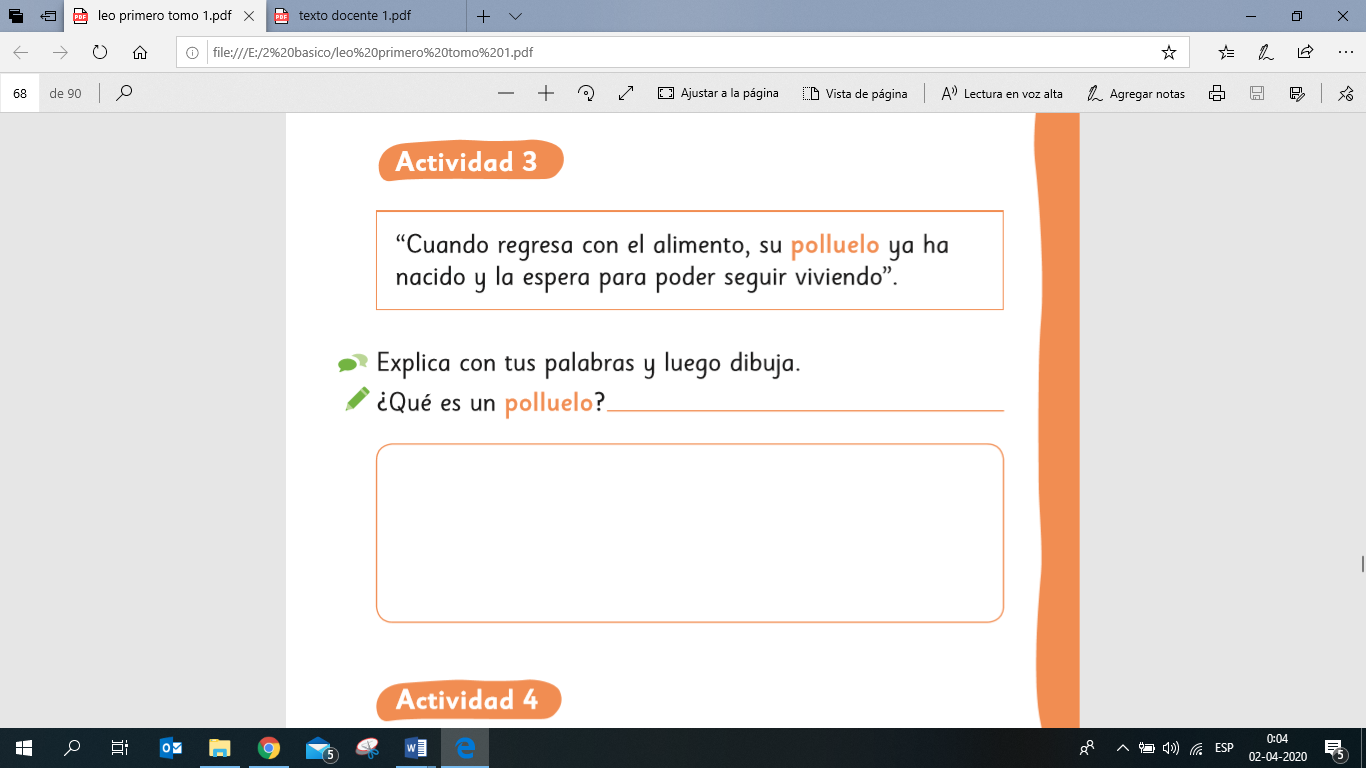 leo primero tomo 1.pdf
texto docente 1.pdf
file:///E:/2%20basico/leo%20primero%20tomo%201.pdf
68 de 90
Ajustar a la página
Vista de página
Lectura en voz alta
Agregar notas
Actividad 3
“Cuando regresa con el alimento, su polluelo ya ha
nacido y la espera para poder seguir viviendo”.
Explica con tus palabras y luego dibuja.
¿Qué es un polluelo?
Actividad 4
5
ESP
0:04
02-04-2020
5